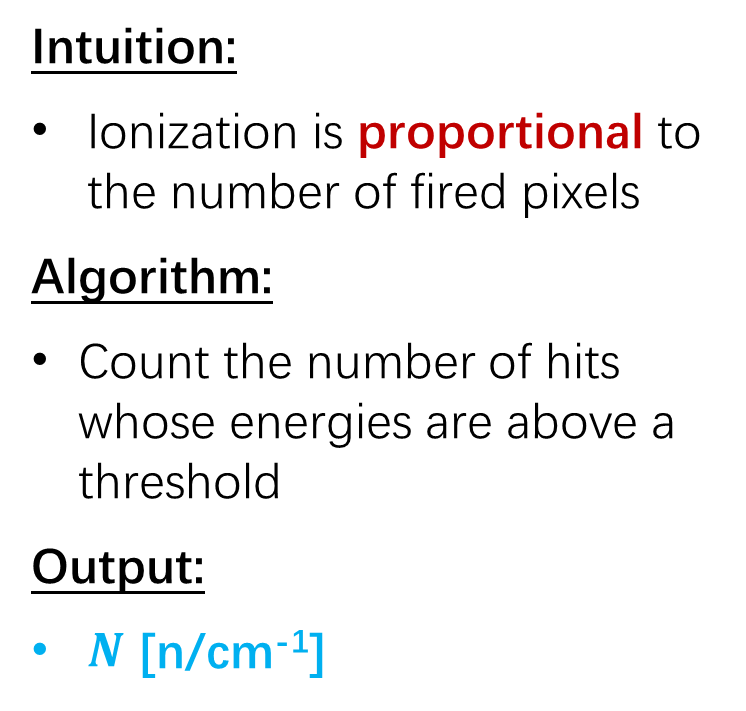 Intuition:
• Ionization is proportional to
the number of fired pixels
Algorithm:
• Count the number of hits
whose energies are above a
threshold
Output:
• N [n/cm⁻¹]